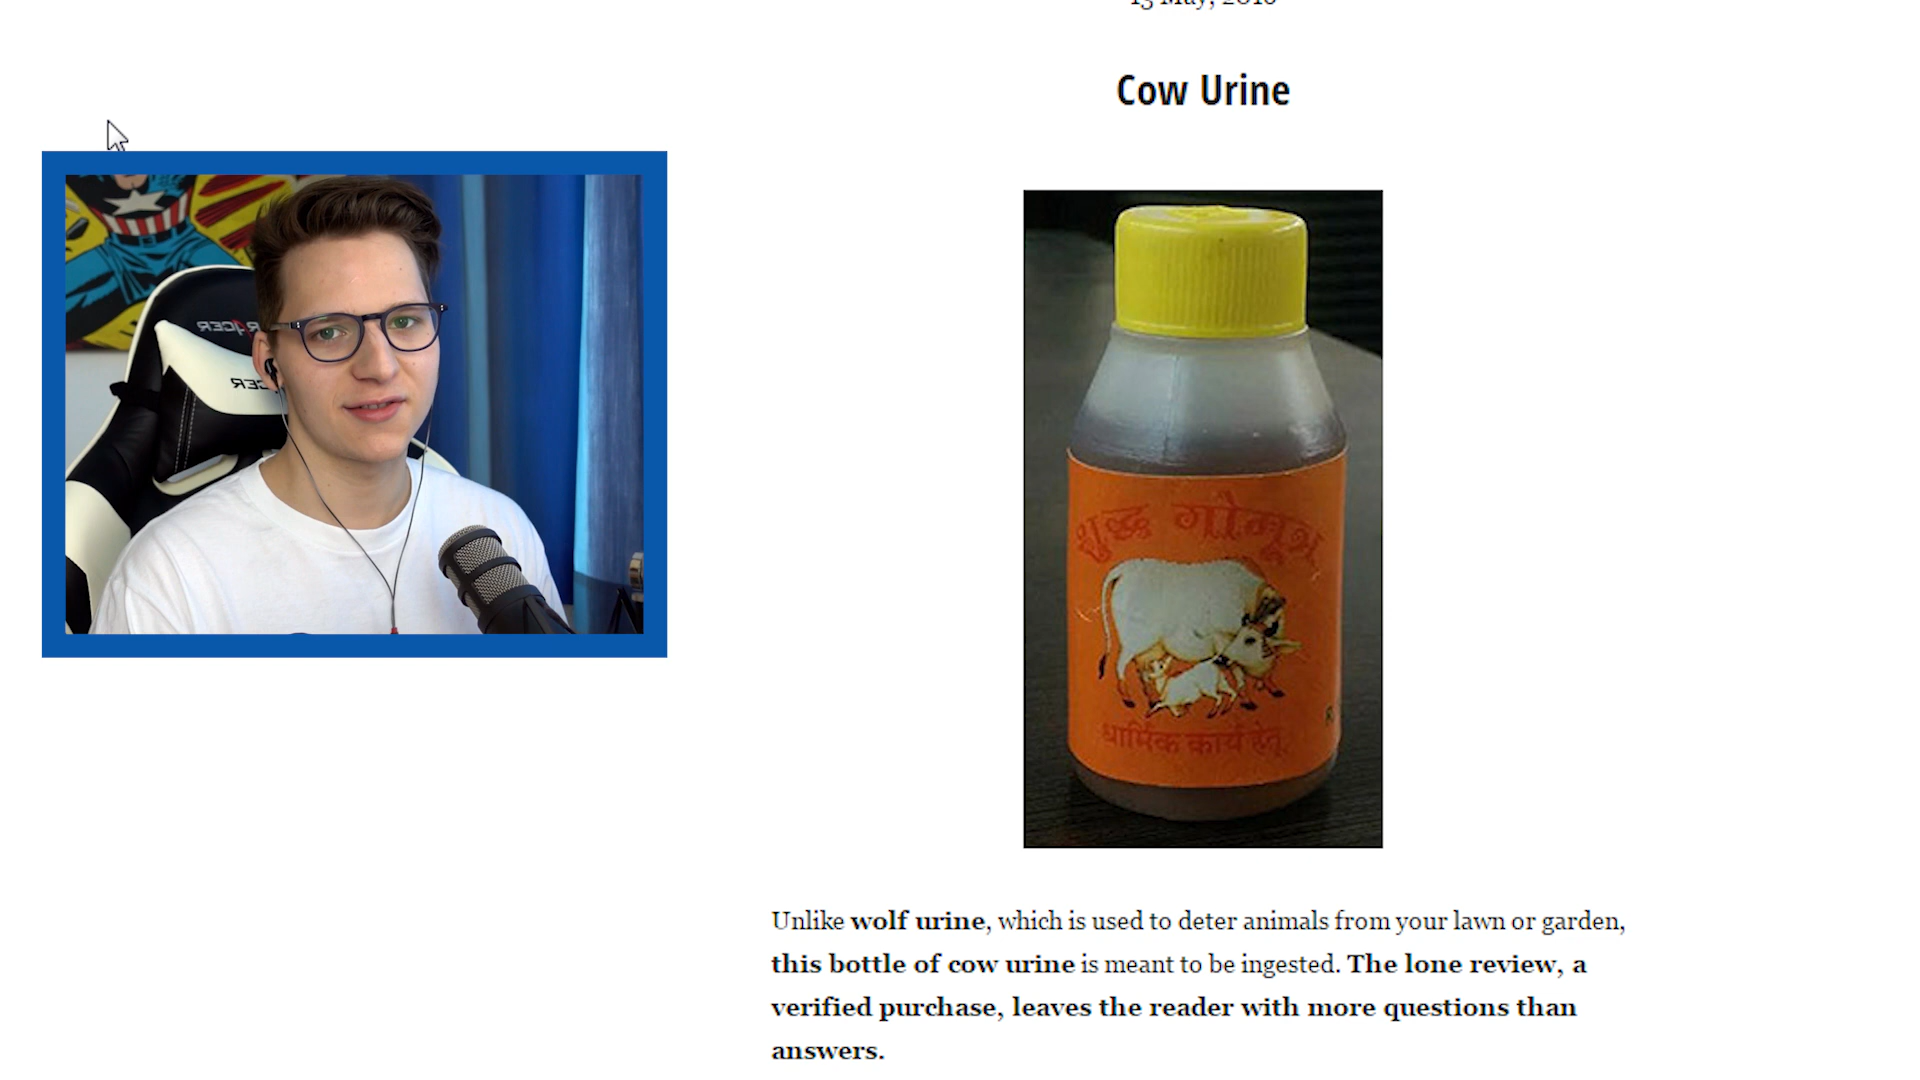 Cow Urine
शुद्ध गौमूत्र
धार्मिक कार्य हेतु
Unlike wolf urine, which is used to deter animals from your lawn or garden,
this bottle of cow urine is meant to be ingested. The lone review, a
verified purchase, leaves the reader with more questions than
answers.